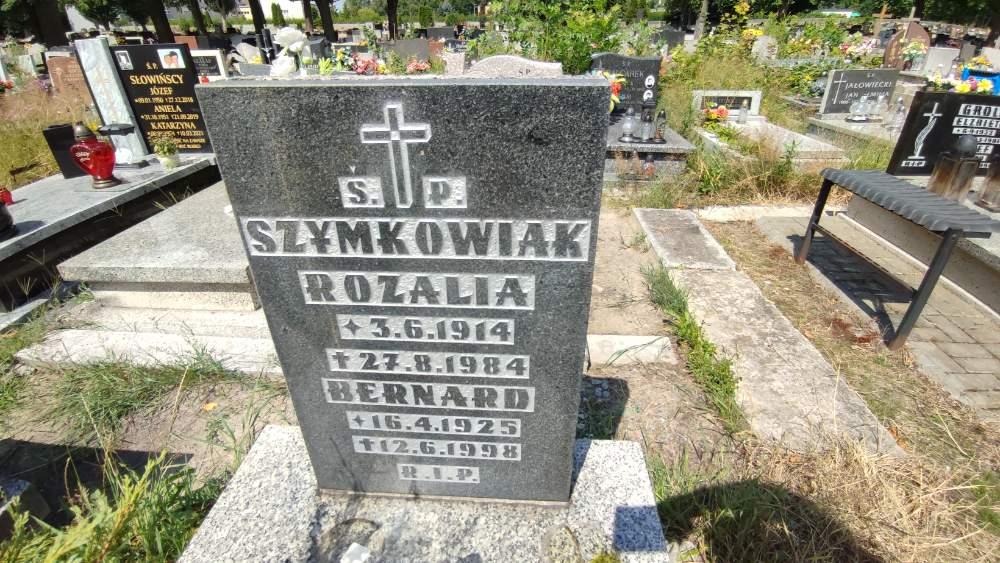 Ś. P.
SZYMKOWIAK
ROZALIA
✦ 3.6.1914
✝ 27.8.1984
BERNARD
✦ 16.4.1925
✝ 12.6.1998
R.I.P.
Ś.P.
SŁOWIŃSCY
JÓZEF
ANIELA
KATARZYNA
JAŁOWIECKI
JAN